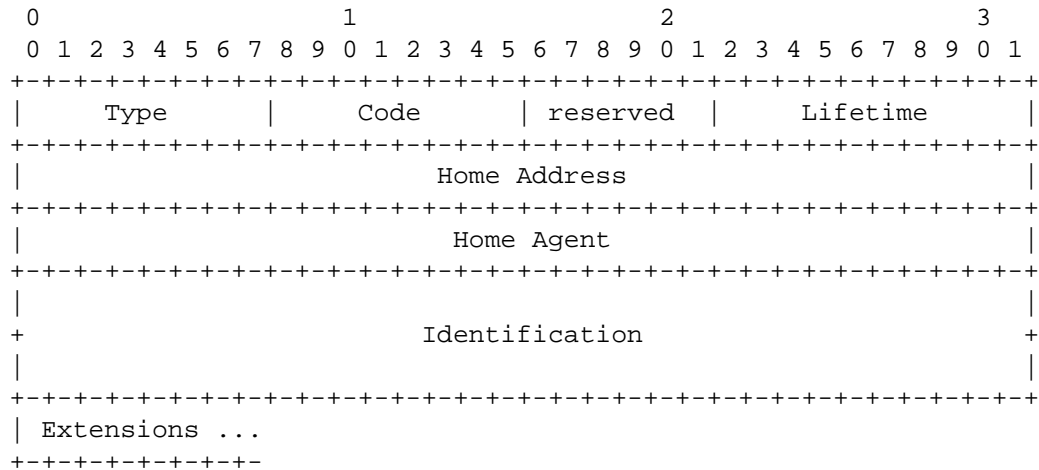 0                   1                   2                   3
 0 1 2 3 4 5 6 7 8 9 0 1 2 3 4 5 6 7 8 9 0 1 2 3 4 5 6 7 8 9 0 1
+-+-+-+-+-+-+-+-+-+-+-+-+-+-+-+-+-+-+-+-+-+-+-+-+-+-+-+-+-+-+-+-+
|     Type      |     Code      | reserved  |     Lifetime      |
+-+-+-+-+-+-+-+-+-+-+-+-+-+-+-+-+-+-+-+-+-+-+-+-+-+-+-+-+-+-+-+-+
|                          Home Address                         |
+-+-+-+-+-+-+-+-+-+-+-+-+-+-+-+-+-+-+-+-+-+-+-+-+-+-+-+-+-+-+-+-+
|                           Home Agent                          |
+-+-+-+-+-+-+-+-+-+-+-+-+-+-+-+-+-+-+-+-+-+-+-+-+-+-+-+-+-+-+-+-+
|                                                               |
+                         Identification                        +
|                                                               |
+-+-+-+-+-+-+-+-+-+-+-+-+-+-+-+-+-+-+-+-+-+-+-+-+-+-+-+-+-+-+-+-+
| Extensions ...
+-+-+-+-+-+-+-+-